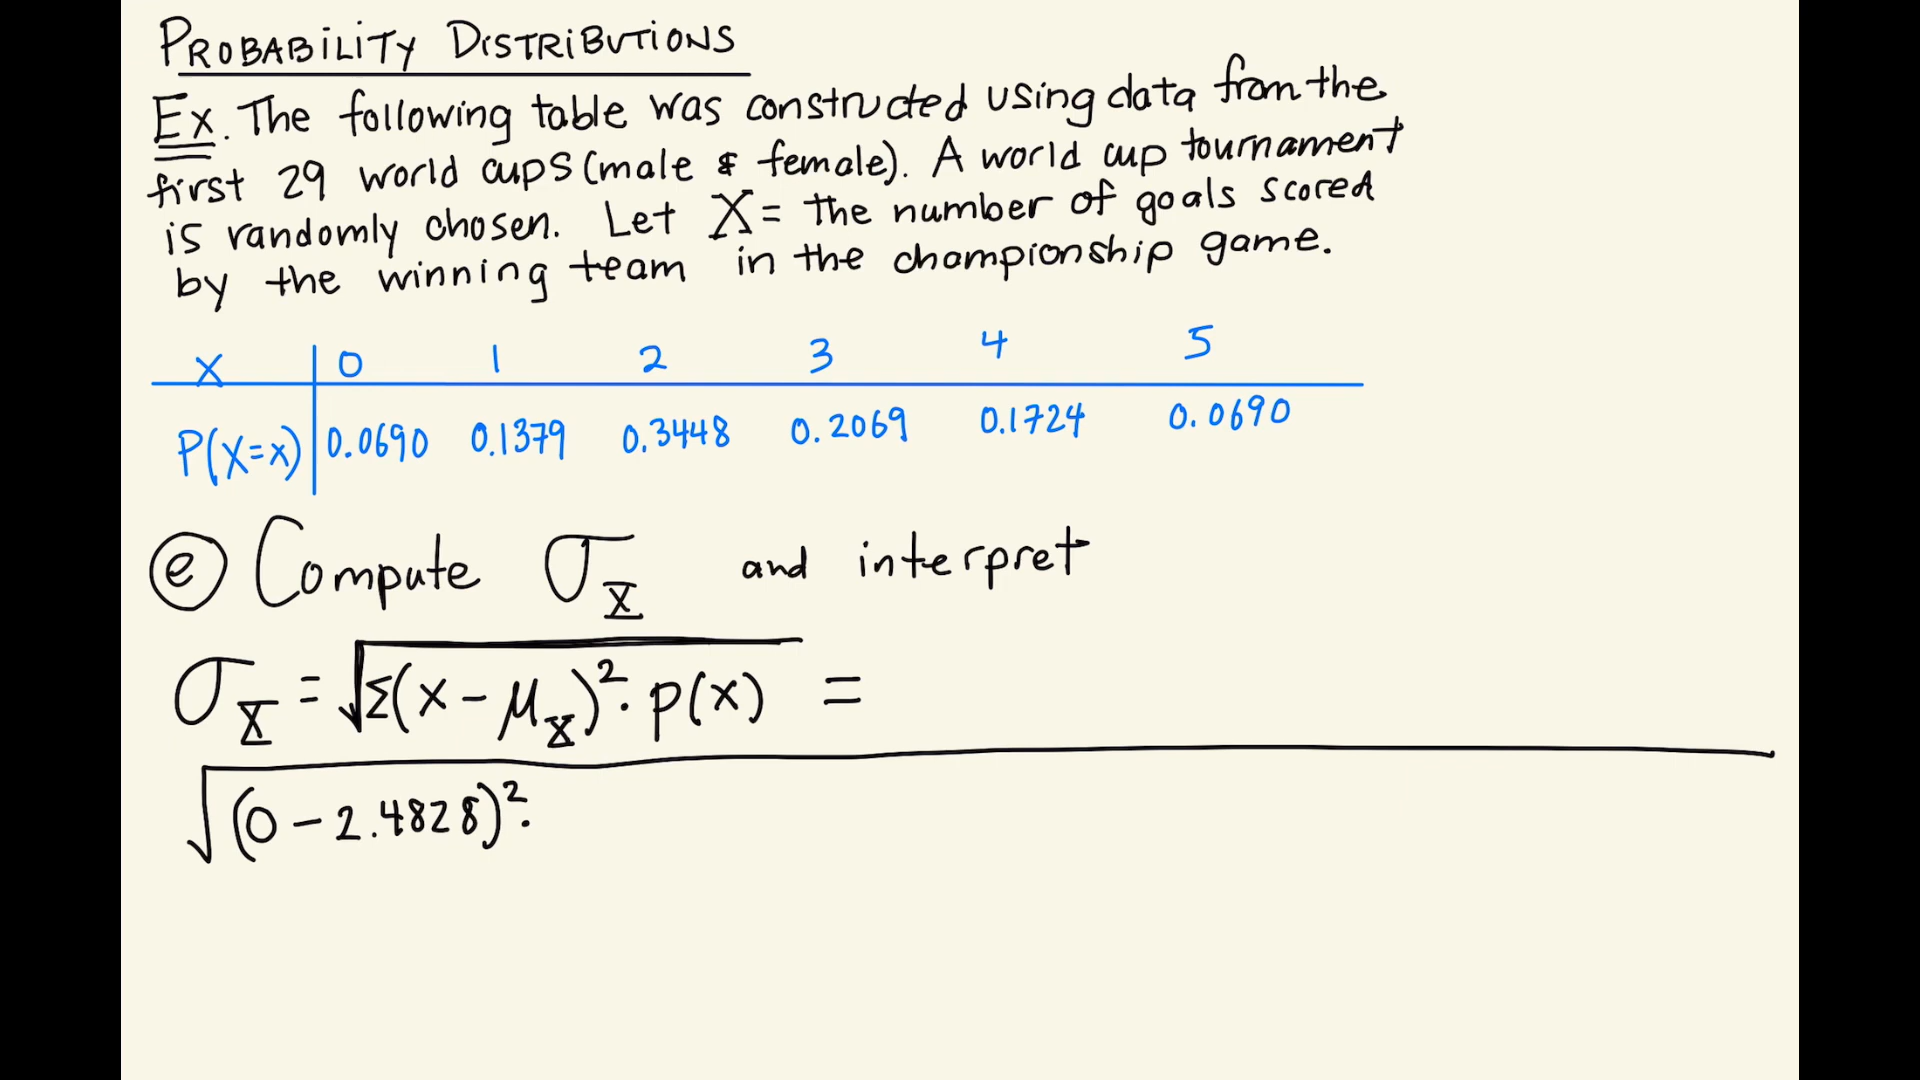 PROBABILITY DISTRIBUTIONS
Ex. The following table was constructed using data from the
first 29 world cups (male & female). A world cup tournament
is randomly chosen. Let X = the number of goals scored
by the winning team in the championship game.
x 0 1 2 3 4 5
P(X=x) 0.0690 0.1379 0.3448 0.2069 0.1724 0.0690
(e) Compute σ_X and interpret
σ_X = √Σ(x-μ_X)²·p(x) =
√(0-2.4828)²·